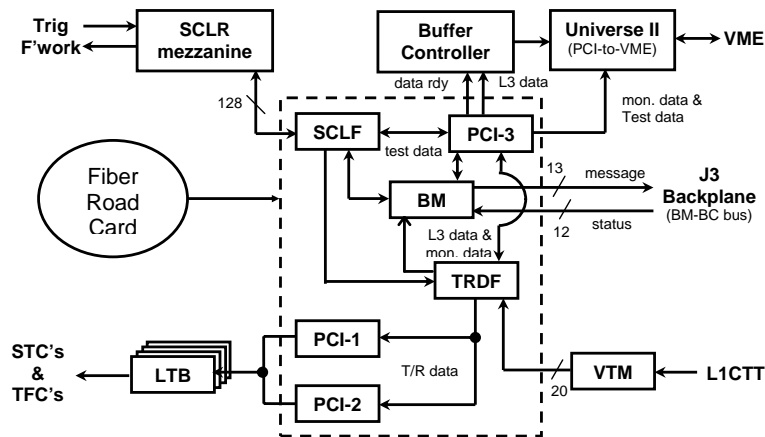 Trig
F'work
SCLR
mezzanine
Buffer
Controller
Universe II
(PCI-to-VME)
VME
128
data rdy
L3 data
mon. data &
Test data
SCLF
test data
PCI-3
Fiber
Road
Card
BM
13
message
12
status
J3
Backplane
(BM-BC bus)
L3 data &
mon. data
TRDF
STC's
&
TFC's
LTB
PCI-1
PCI-2
T/R data
20
VTM
L1CTT